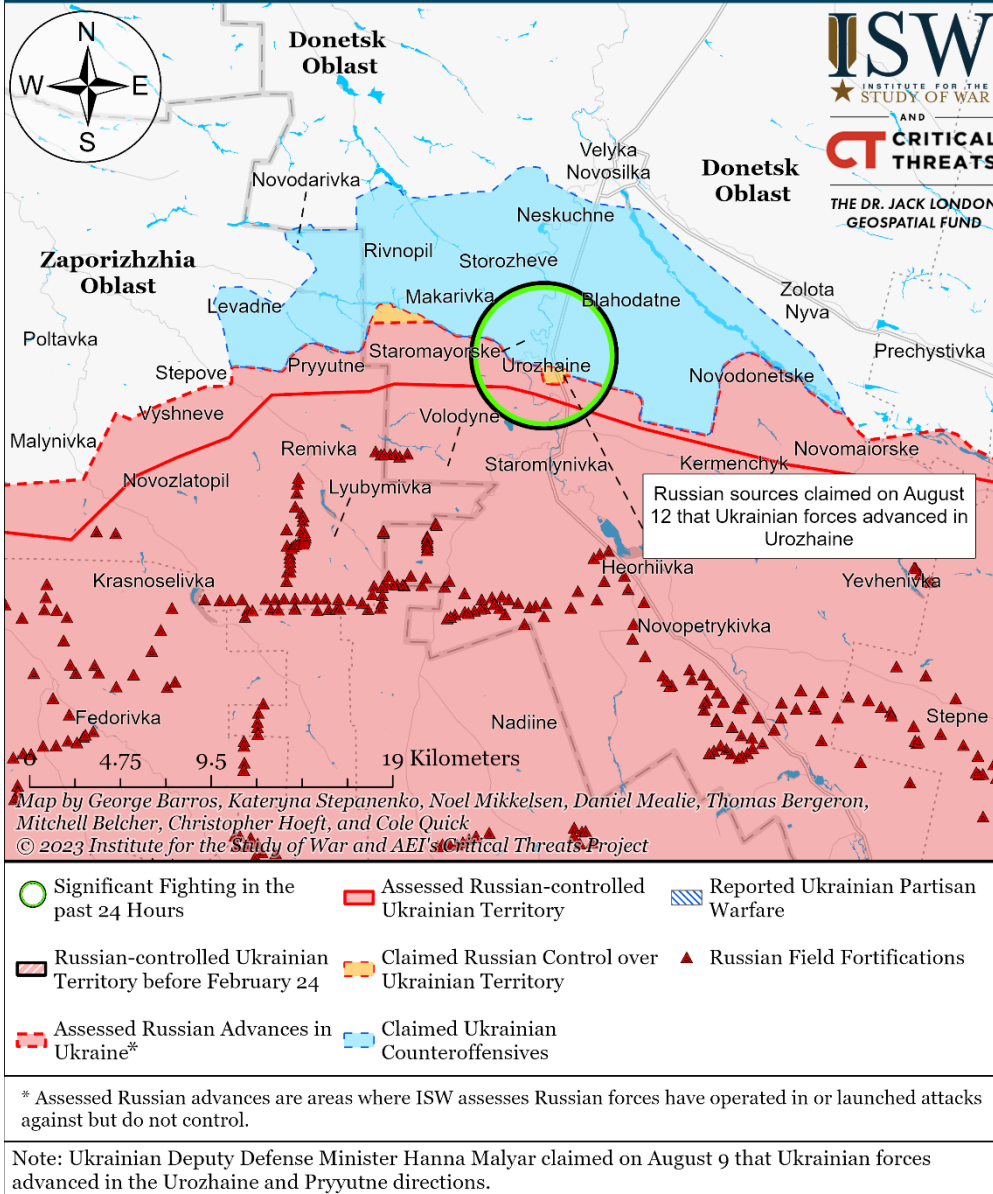 N
W
E
S
Donetsk
Oblast
ISW
INSTITUTE FOR THE
STUDY OF WAR
AND
CT CRITICAL
THREATS
THE DR. JACK LONDON
GEOSPATIAL FUND
Velyka
Novosilka
Donetsk
Oblast
Novodarivka
Neskuchne
Rivnopil
Storozheve
Zaporizhzhia
Oblast
Levadne
Makarivka
Blahodatne
Zolota
Nyva
Poltavka
Staromayorske
Prechystivka
Stepove
Pryyutne
Urozhaine
Novodonetske
Vyshneve
Volodyne
Malynivka
Remivka
Staromlynivka
Kermenchyk
Novomaiorske
Novozlatopil
Lyubymivka
Russian sources claimed on August
12 that Ukrainian forces advanced in
Urozhaine
Krasnoselivka
Heorhiivka
Yevhenivka
Novopetrykivka
Fedorivka
Nadiine
Stepne
0 4.75 9.5 19 Kilometers
Map by George Barros, Kateryna Stepanenko, Noel Mikkelsen, Daniel Mealie, Thomas Bergeron,
Mitchell Belcher, Christopher Hoeft, and Cole Quick
© 2023 Institute for the Study of War and AEI's Critical Threats Project
Significant Fighting in the
past 24 Hours
Assessed Russian-controlled
Ukrainian Territory
Reported Ukrainian Partisan
Warfare
Russian-controlled Ukrainian
Territory before February 24
Claimed Russian Control over
Ukrainian Territory
Russian Field Fortifications
Assessed Russian Advances in
Ukraine*
Claimed Ukrainian
Counteroffensives
* Assessed Russian advances are areas where ISW assesses Russian forces have operated in or launched attacks
against but do not control.
Note: Ukrainian Deputy Defense Minister Hanna Malyar claimed on August 9 that Ukrainian forces
advanced in the Urozhaine and Pryyutne directions.